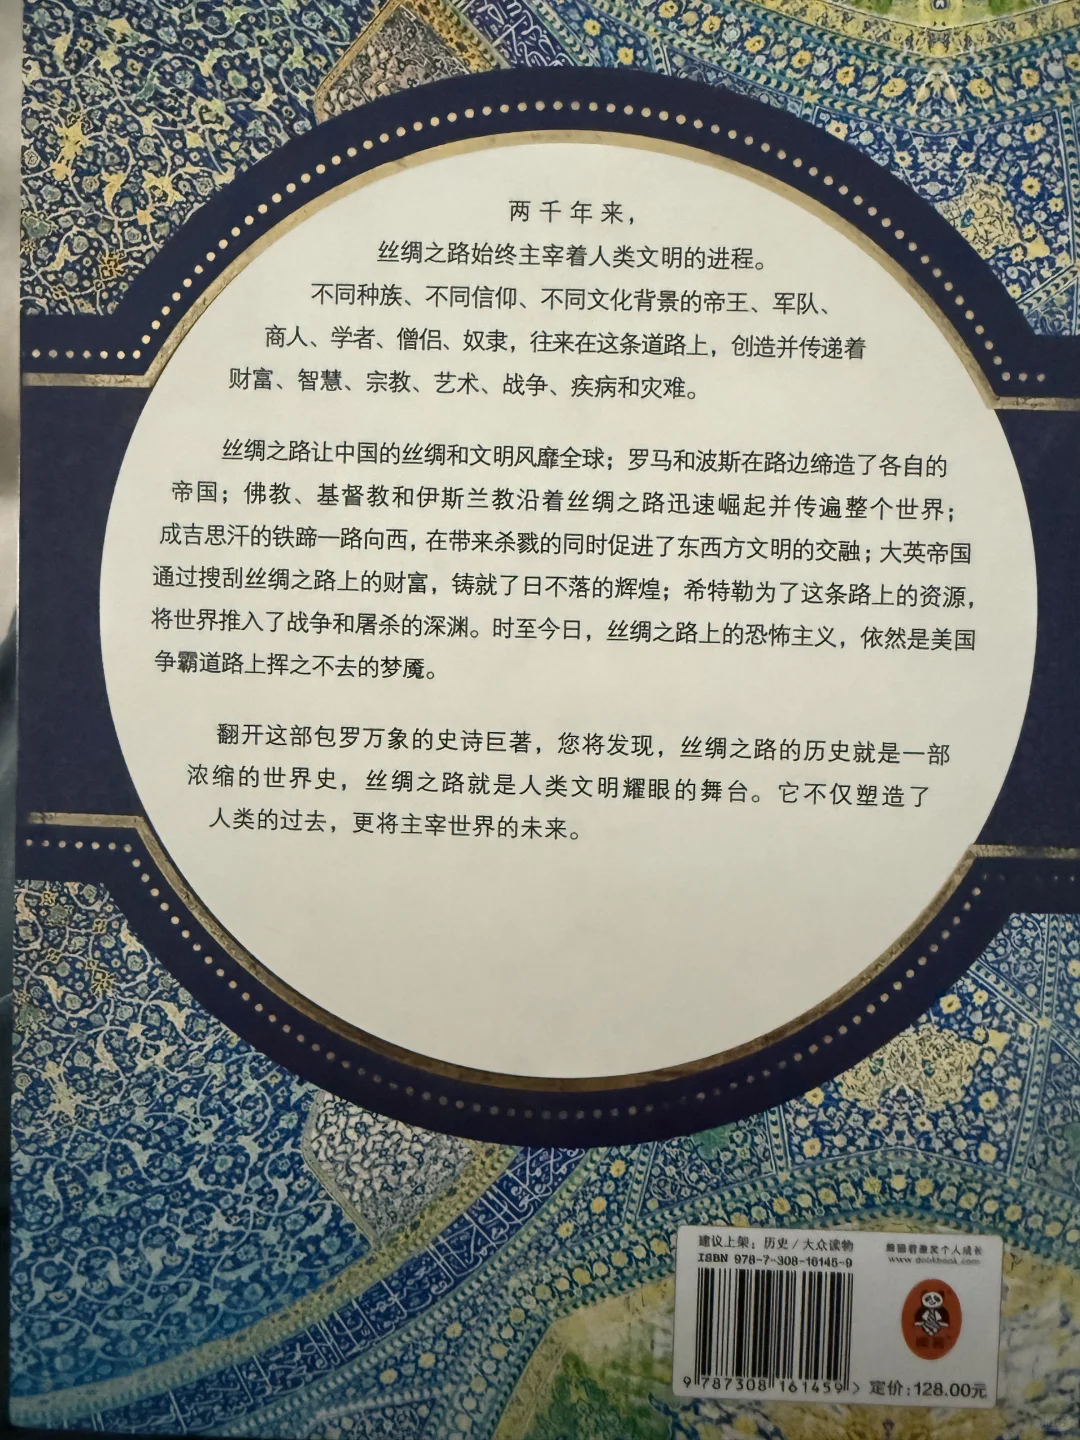 两千年来，
丝绸之路始终主宰着人类文明的进程。
不同种族、不同信仰、不同文化背景的帝王、军队、
商人、学者、僧侣、奴隶，往来在这条道路上，创造并传递着
财富、智慧、宗教、艺术、战争、疾病和灾难。
丝绸之路让中国的丝绸和文明风靡全球；罗马和波斯在路边缔造了各自的
帝国；佛教、基督教和伊斯兰教沿着丝绸之路迅速崛起并传遍整个世界；
成吉思汗的铁蹄一路向西，在带来杀戮的同时促进了东西方文明的交融；大英帝国
通过搜刮丝绸之路上的财富，铸就了日不落的辉煌；希特勒为了这条路上的资源，
将世界推入了战争和屠杀的深渊。时至今日，丝绸之路上的恐怖主义，依然是美国
争霸道路上挥之不去的梦魇。
翻开这部包罗万象的史诗巨著，您将发现，丝绸之路的历史就是一部
浓缩的世界史，丝绸之路就是人类文明耀眼的舞台。它不仅塑造了
人类的过去，更将主宰世界的未来。
建议上架：历史/大众读物
ISBN 978-7-308-16145-9
熊猫君激发个人成长
www.dookbook.com
9 787308 161459 >
定价：128.00元